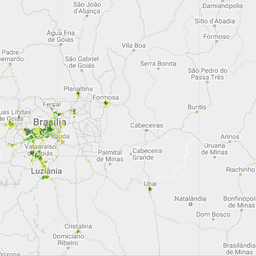 São João
d'Aliança
Damianópolis
Sítio d'Abadia
Água Fria
de Goiás
Formoso
Vila Boa
Padre
Bernardo
São Gabriel
de Goiás
Serra Bonita
São Pedro do
Passa Três
Planaltina
Fercal
Formosa
Buritis
uas Lindas
Goiás
Brasília
Cabeceiras
Valparaíso
de Goiás
Arinos
Uruana
de Minas
Palmital
de Minas
Cabeceira
Grande
Luziânia
Riachinho
Uruí
Natalândia
Bonfinópolis
de Minas
Dom Bosco
Cristalina
Domiciano
Ribeiro
Brasilândia
de Minas